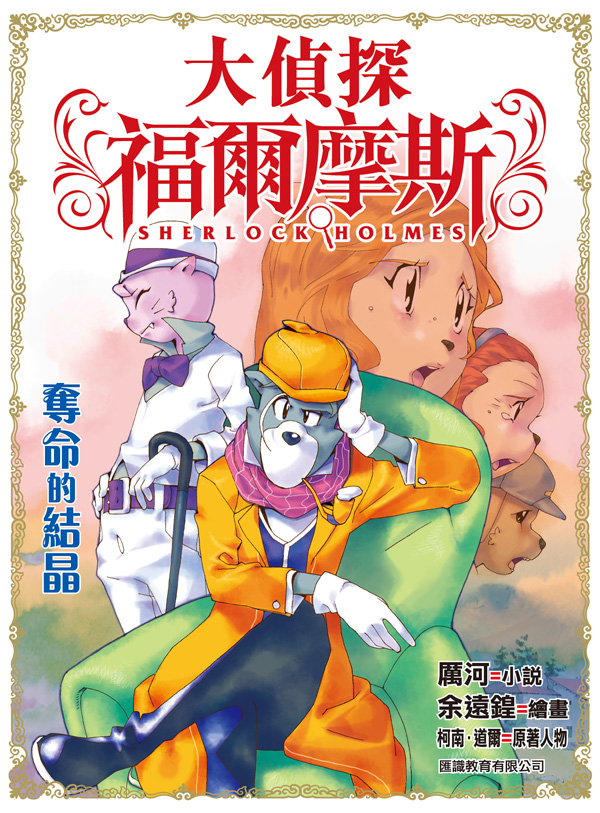 大偵探
福爾摩斯
SHERLOCK HOLMES
奪命的結晶
厲河=小説
余遠鍠=繪畫
柯南·道爾=原著人物
匯識教育有限公司